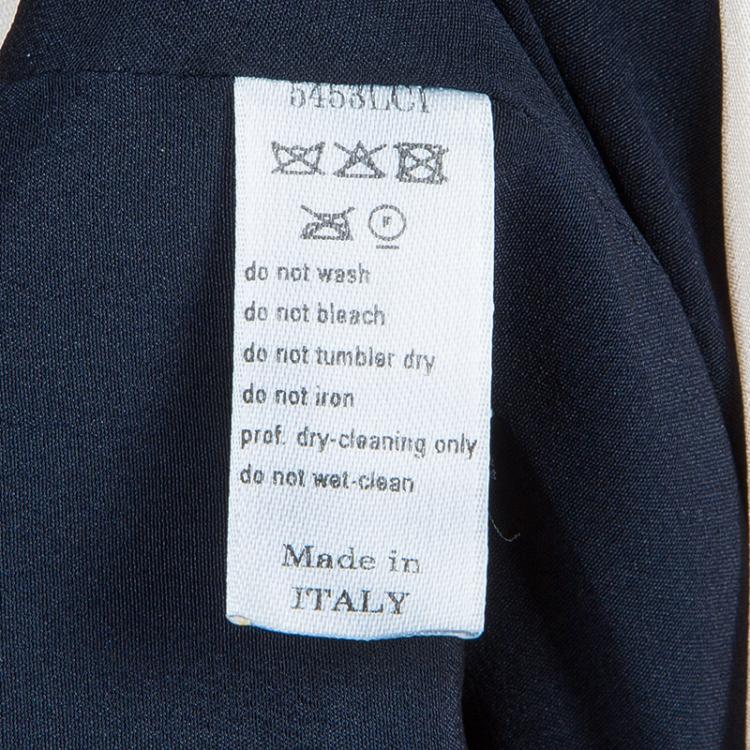 5453LC1
F
do not wash
do not bleach
do not tumbler dry
do not iron
prof. dry-cleaning only
do not wet-clean
Made in
ITALY